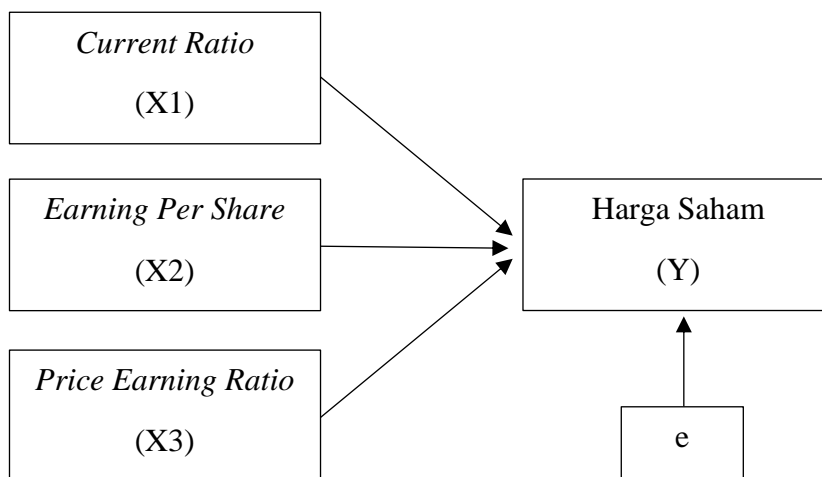 Current Ratio
(X1)
Earning Per Share
(X2)
Price Earning Ratio
(X3)
Harga Saham
(Y)
e